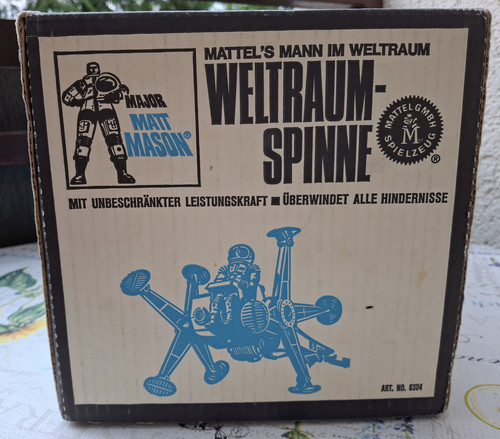 MATTEL'S MANN IM WELTRAUM
WELTRAUM-
SPINNE
MAJOR
MATT
MASON®
MATTEL GMBH
M
SPIELZEUG
®
MIT UNBESCHRÄNKTER LEISTUNGSKRAFT ■ ÜBERWINDET ALLE HINDERNISSE
ART. NO. 6304